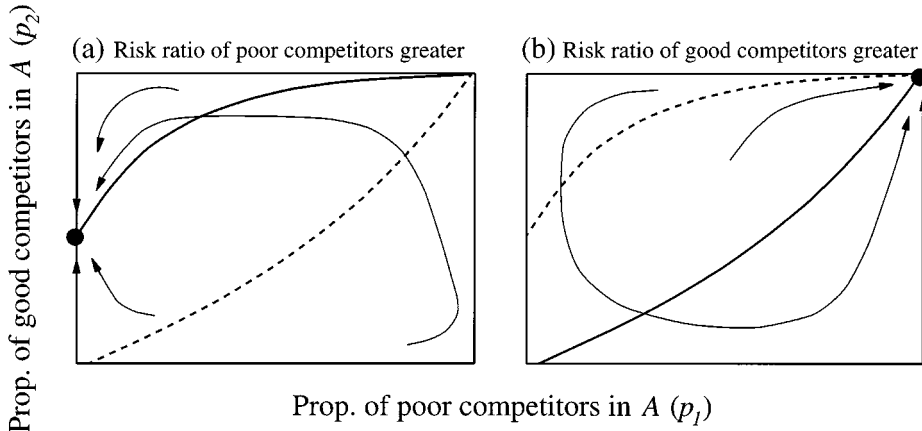 (a) Risk ratio of poor competitors greater
(b) Risk ratio of good competitors greater
Prop. of good competitors in A (p2)
Prop. of poor competitors in A (p1)